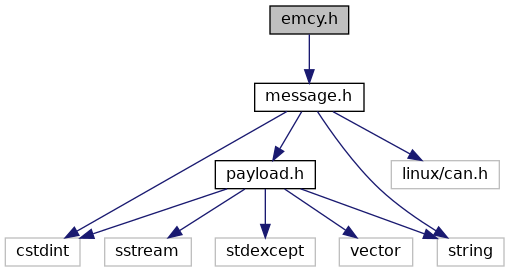 emcy.h
message.h
payload.h
linux/can.h
cstdint
sstream
stdexcept
vector
string